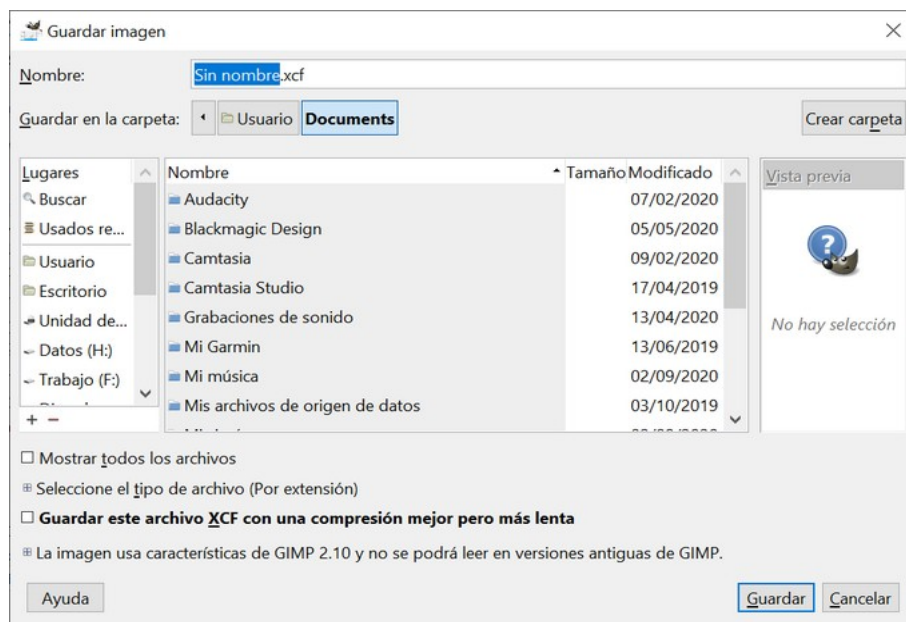 Guardar imagen
Nombre: Sin nombre.xcf
Guardar en la carpeta: Usuario Documents Crear carpeta
Lugares Nombre Tamaño Modificado Vista previa
Buscar Audacity 07/02/2020
Usados re... Blackmagic Design 05/05/2020
Usuario Camtasia 09/02/2020
Escritorio Camtasia Studio 17/04/2019
Unidad de... Grabaciones de sonido 13/04/2020 No hay selección
Datos (H:) Mi Garmin 13/06/2019
Trabajo (F:) Mi música 02/09/2020
Mis archivos de origen de datos 03/10/2019
Mostrar todos los archivos
Seleccione el tipo de archivo (Por extensión)
Guardar este archivo XCF con una compresión mejor pero más lenta
La imagen usa características de GIMP 2.10 y no se podrá leer en versiones antiguas de GIMP.
Ayuda Guardar Cancelar